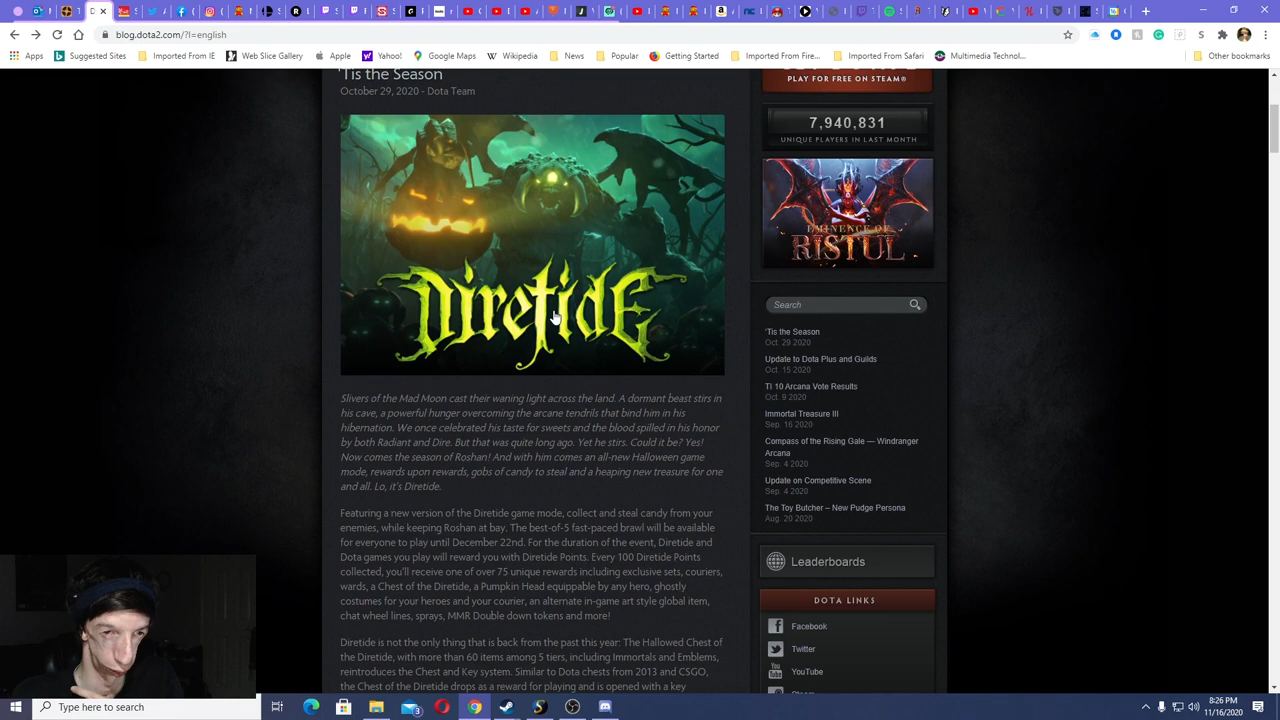 blog.dota2.com/?l=english
Apps
Suggested Sites
Imported From IE
Web Slice Gallery
Apple
Yahoo!
Google Maps
Wikipedia
News
Popular
Getting Started
Imported From Fire...
Imported From Safari
Multimedia Technol...
Other bookmarks
'Tis the Season
October 29, 2020 - Dota Team
Diretide
Slivers of the Mad Moon cast their waning light across the land. A dormant beast stirs in
his cave, a powerful hunger overcoming the arcane tendrils that bind him in his
hibernation. We once celebrated his taste for sweets and the blood spilled in his honor
by both Radiant and Dire. But that was quite long ago. Yet he stirs. Could it be? Yes!
Now comes the season of Roshan! And with him comes an all-new Halloween game
mode, rewards upon rewards, gobs of candy to steal and a heaping new treasure for one
and all. Lo, it's Diretide.
Featuring a new version of the Diretide game mode, collect and steal candy from your
enemies, while keeping Roshan at bay. The best-of-5 fast-paced brawl will be available
for everyone to play until December 22nd. For the duration of the event, Diretide and
Dota games you play will reward you with Diretide Points. Every 100 Diretide Points
collected, you'll receive one of over 75 unique rewards including exclusive sets, couriers,
wards, a Chest of the Diretide, a Pumpkin Head equippable by any hero, ghostly
costumes for your heroes and your courier, an alternate in-game art style global item,
chat wheel lines, sprays, MMR Double down tokens and more!
Diretide is not the only thing that is back from the past this year: The Hallowed Chest of
the Diretide, with more than 60 items among 5 tiers, including Immortals and Emblems,
reintroduces the Chest and Key system. Similar to Dota chests from 2013 and CSGO,
the Chest of the Diretide drops as a reward for playing and is opened with a key
PLAY FOR FREE ON STEAM®
7,940,831
UNIQUE PLAYERS IN LAST MONTH
EMINENCE OF
RISTUL
Search
'Tis the Season
Oct. 29 2020
Update to Dota Plus and Guilds
Oct. 15 2020
TI 10 Arcana Vote Results
Oct. 9 2020
Immortal Treasure III
Sep. 16 2020
Compass of the Rising Gale — Windranger
Arcana
Sep. 4 2020
Update on Competitive Scene
Sep. 4 2020
The Toy Butcher – New Pudge Persona
Aug. 20 2020
Leaderboards
DOTA LINKS
Facebook
Twitter
YouTube
Type here to search
3
8:26 PM
11/16/2020